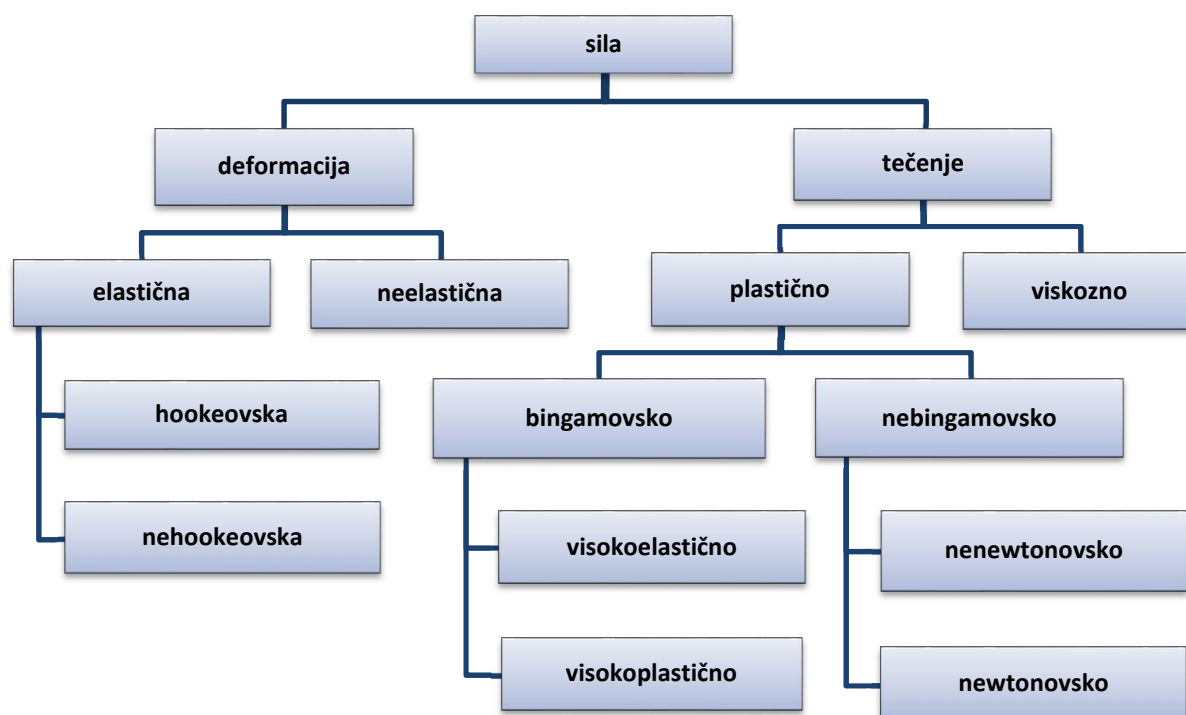 sila
deformacija
tečenje
elastična
neelastična
plastično
viskozno
hookeovska
bingamovsko
nebingamovsko
nehookeovska
visokoelastično
nenewtonovsko
visokoplastično
newtonovsko